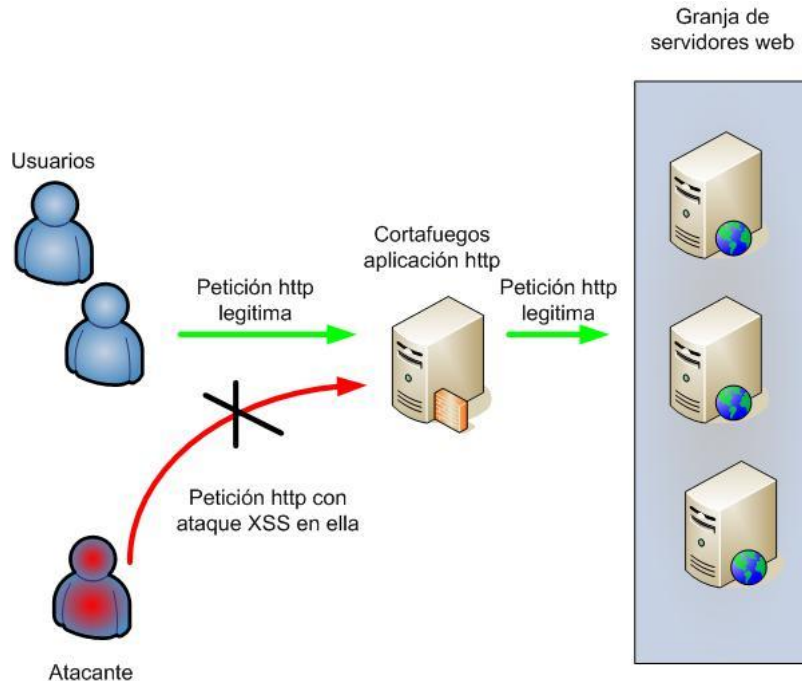 Granja de
servidores web
Usuarios
Cortafuegos
aplicación http
Petición http
legitima
Petición http
legitima
Petición http con
ataque XSS en ella
Atacante